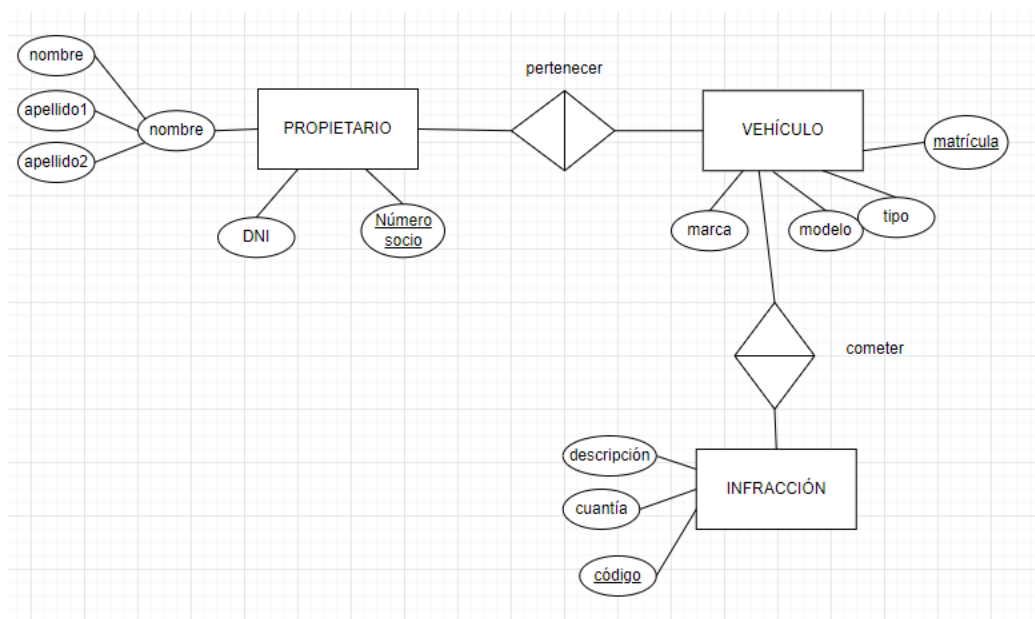 nombre
pertenecer
apellido1
nombre
PROPIETARIO
VEHÍCULO
matrícula
apellido2
DNI
Número
socio
marca
modelo
tipo
cometer
descripción
INFRACCIÓN
cuantía
código